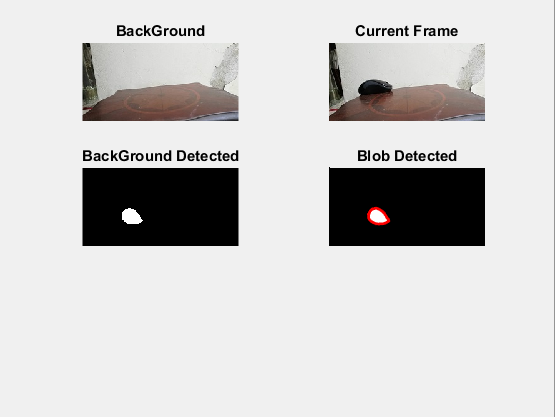 BackGround
Current Frame
BackGround Detected
Blob Detected